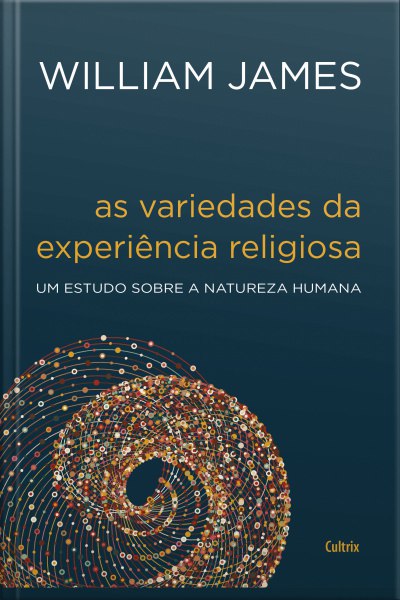 WILLIAM JAMES
as variedades da
experiência religiosa
UM ESTUDO SOBRE A NATUREZA HUMANA
Cultrix